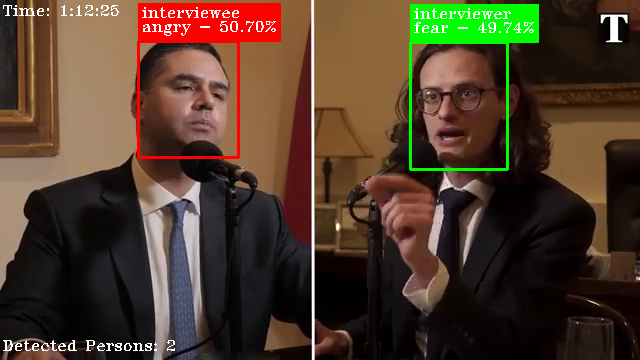 Time: 1:12:25
interviewee
angry - 50.70%
interviewer
fear - 49.74%
T
Detected Persons: 2